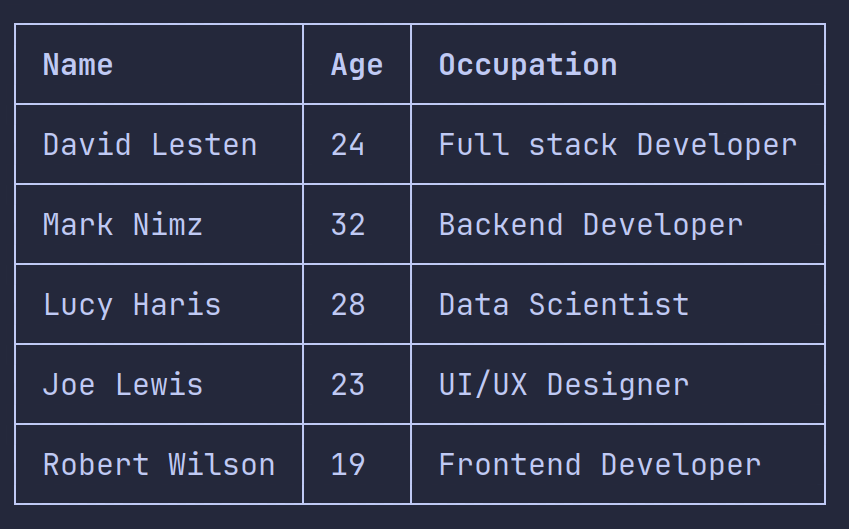 Name Age Occupation
David Lesten 24 Full stack Developer
Mark Nimz 32 Backend Developer
Lucy Haris 28 Data Scientist
Joe Lewis 23 UI/UX Designer
Robert Wilson 19 Frontend Developer